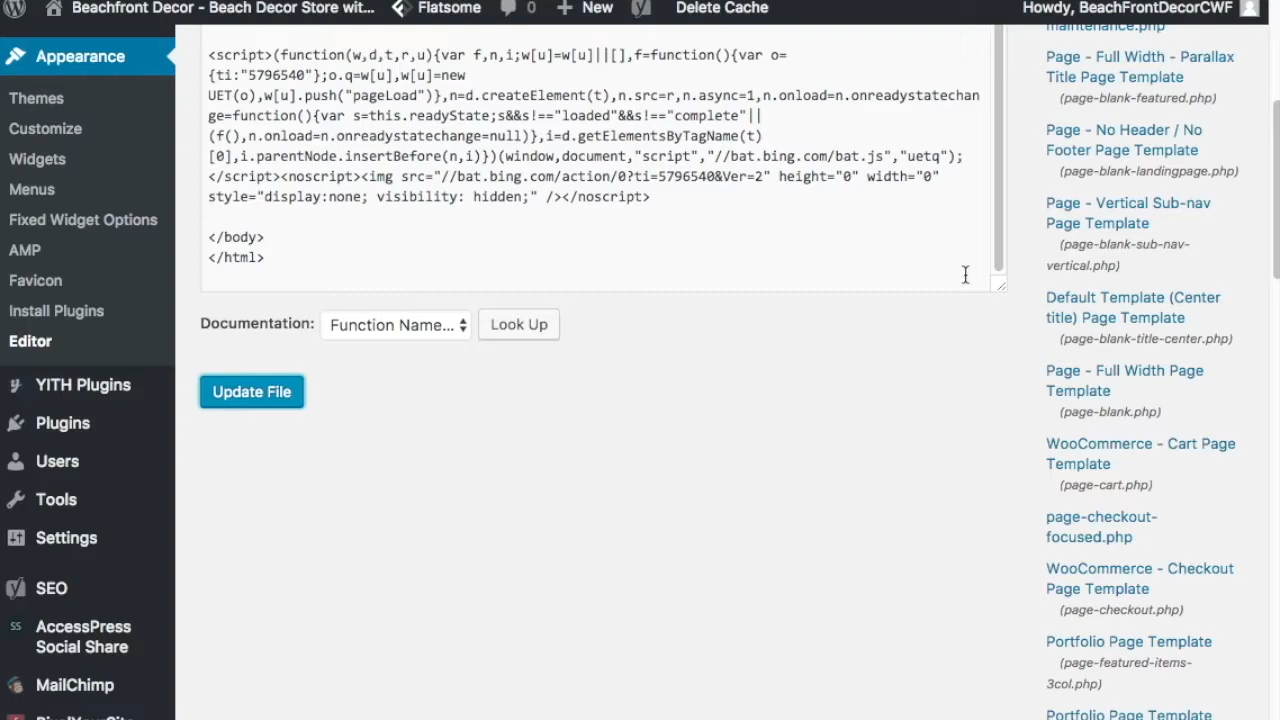 Beachfront Decor - Beach Decor Store wit...
Flatsome
0
New
Delete Cache
Howdy, BeachFrontDecorCWF
Appearance
Themes
Customize
Widgets
Menus
Fixed Widget Options
AMP
Favicon
Install Plugins
Editor
YITH Plugins
Plugins
Users
Tools
Settings
SEO
AccessPress
Social Share
MailChimp
<script>(function(w,d,t,r,u){var f,n,i;w[u]=w[u]||[],f=function(){var o=
{ti:"5796540"};o.q=w[u],w[u]=new
UET(o),w[u].push("pageLoad")},n=d.createElement(t),n.src=r,n.async=1,n.onload=n.onreadystatechan
ge=function(){var s=this.readyState;s&&s!=="loaded"&&s!=="complete"||
(f(),n.onload=n.onreadystatechange=null)},i=d.getElementsByTagName(t)
[0],i.parentNode.insertBefore(n,i)})(window,document,"script","//bat.bing.com/bat.js","uetq");
</script><noscript><img src="//bat.bing.com/action/0?ti=5796540&Ver=2" height="0" width="0"
style="display:none; visibility: hidden;" /></noscript>
</body>
</html>
Documentation:
Function Name...
Look Up
Update File
maintenance.php
Page - Full Width - Parallax
Title Page Template
(page-blank-featured.php)
Page - No Header / No
Footer Page Template
(page-blank-landingpage.php)
Page - Vertical Sub-nav
Page Template
(page-blank-sub-nav-
vertical.php)
Default Template (Center
title) Page Template
(page-blank-title-center.php)
Page - Full Width Page
Template
(page-blank.php)
WooCommerce - Cart Page
Template
(page-cart.php)
page-checkout-
focused.php
WooCommerce - Checkout
Page Template
(page-checkout.php)
Portfolio Page Template
(page-featured-items-
3col.php)
Portfolio Page Template